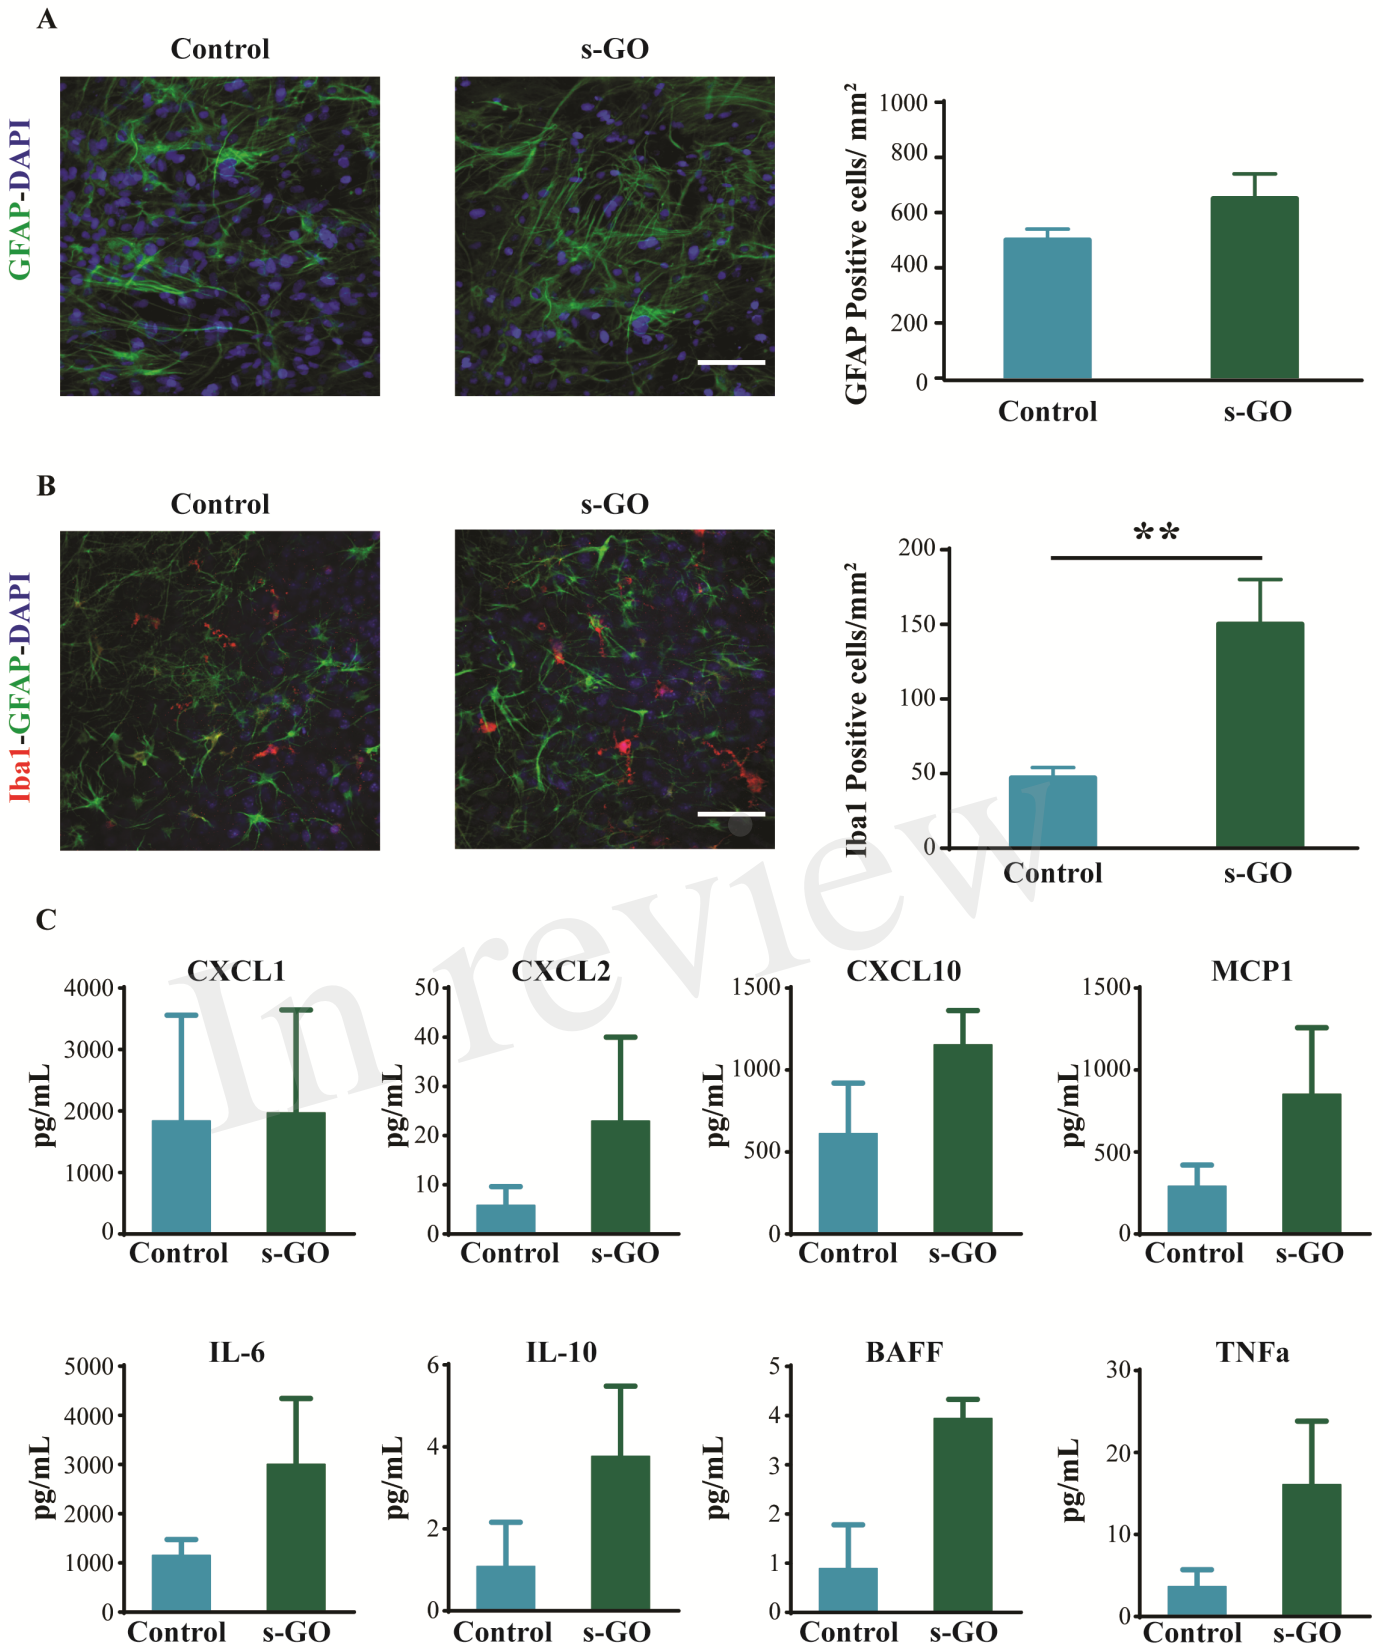 A
Control
s-GO
GFAP-DAPI
GFAP Positive cells/ mm²
1000
800
600
400
200
0
Control
s-GO
B
Control
s-GO
Iba1-GFAP-DAPI
Iba1 Positive cells/mm²
**
200
150
100
50
0
Control
s-GO
In review
C
CXCL1
pg/mL
4000
3000
2000
1000
0
Control
s-GO
CXCL2
pg/mL
50
40
30
20
10
0
Control
s-GO
CXCL10
pg/mL
1500
1000
500
0
Control
s-GO
MCP1
pg/mL
1500
1000
500
0
Control
s-GO
IL-6
pg/mL
5000
4000
3000
2000
1000
0
Control
s-GO
IL-10
pg/mL
6
4
2
0
Control
s-GO
BAFF
pg/mL
5
4
3
2
1
0
Control
s-GO
TNFa
pg/mL
30
20
10
0
Control
s-GO